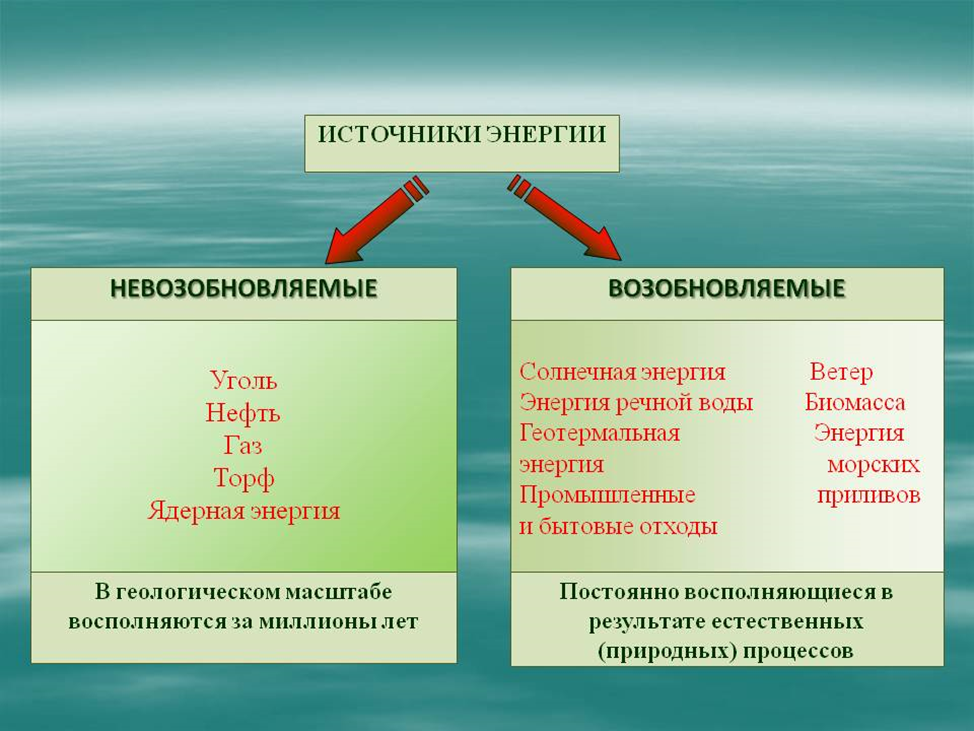 ИСТОЧНИКИ ЭНЕРГИИ
НЕВОЗОБНОВЛЯЕМЫЕ
Уголь
Нефть
Газ
Торф
Ядерная энергия
В геологическом масштабе
восполняются за миллионы лет
ВОЗОБНОВЛЯЕМЫЕ
Солнечная энергия Ветер
Энергия речной воды Биомасса
Геотермальная Энергия
энергия морских
Промышленные приливов
и бытовые отходы
Постоянно восполняющиеся в
результате естественных
(природных) процессов